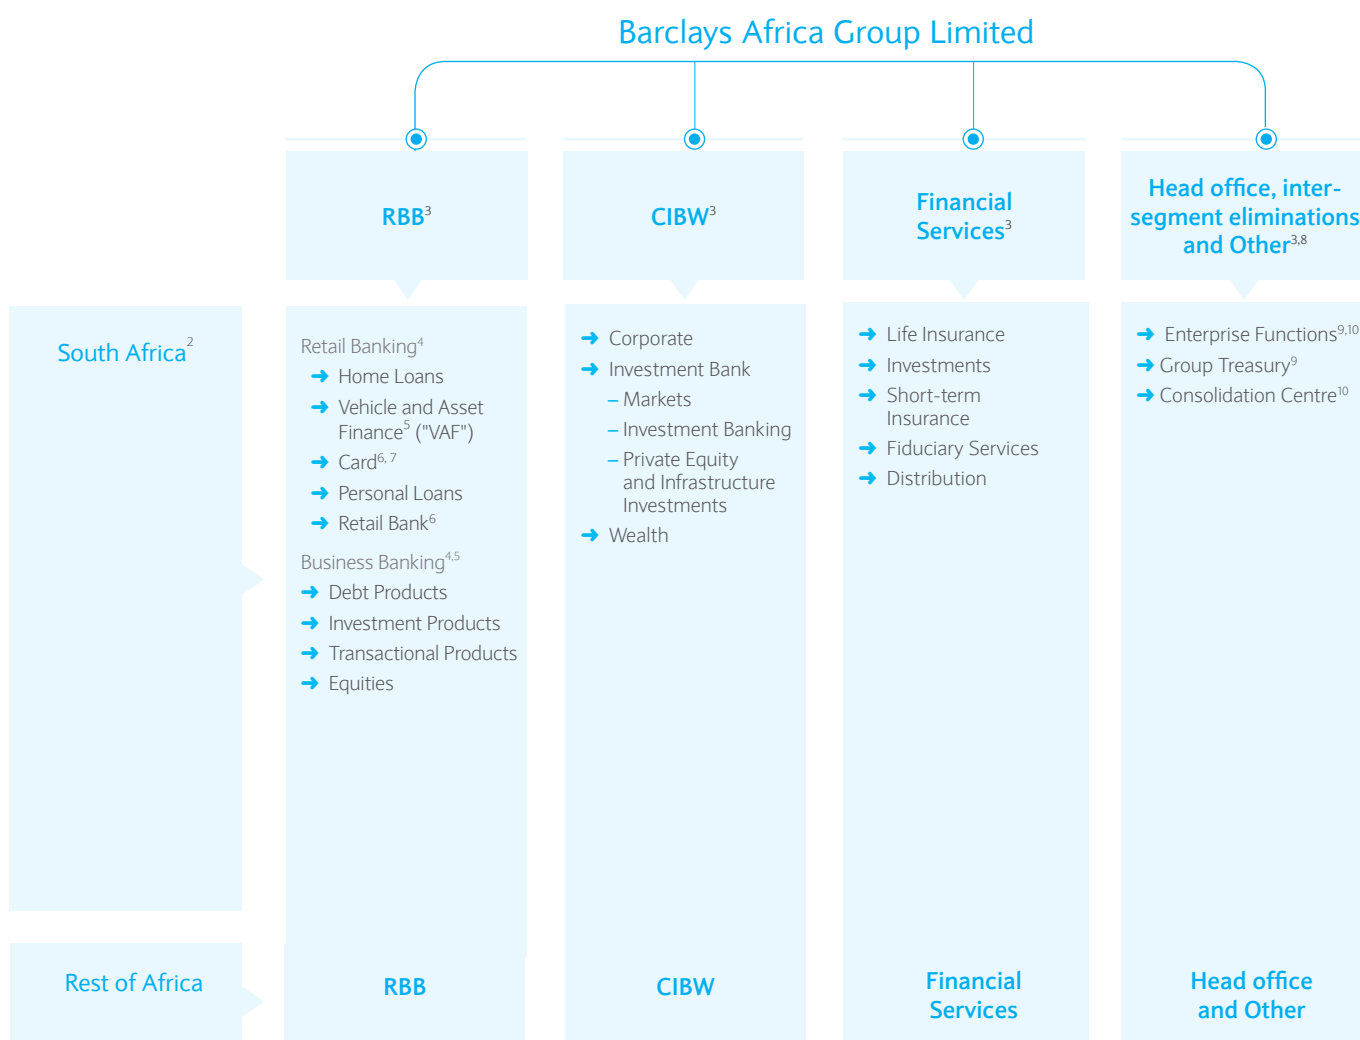 Barclays Africa Group Limited
RBB³
CIBW³
Financial
Services³
Head office, inter-
segment eliminations
and Other³,⁸
South Africa²
Retail Banking⁴
➜ Home Loans
➜ Vehicle and Asset
Finance⁵ ("VAF")
➜ Card⁶, ⁷
➜ Personal Loans
➜ Retail Bank⁶
Business Banking⁴,⁵
➜ Debt Products
➜ Investment Products
➜ Transactional Products
➜ Equities
➜ Corporate
➜ Investment Bank
– Markets
– Investment Banking
– Private Equity
and Infrastructure
Investments
➜ Wealth
➜ Life Insurance
➜ Investments
➜ Short-term
Insurance
➜ Fiduciary Services
➜ Distribution
➜ Enterprise Functions⁹,¹⁰
➜ Group Treasury⁹
➜ Consolidation Centre¹⁰
Rest of Africa
RBB
CIBW
Financial
Services
Head office
and Other